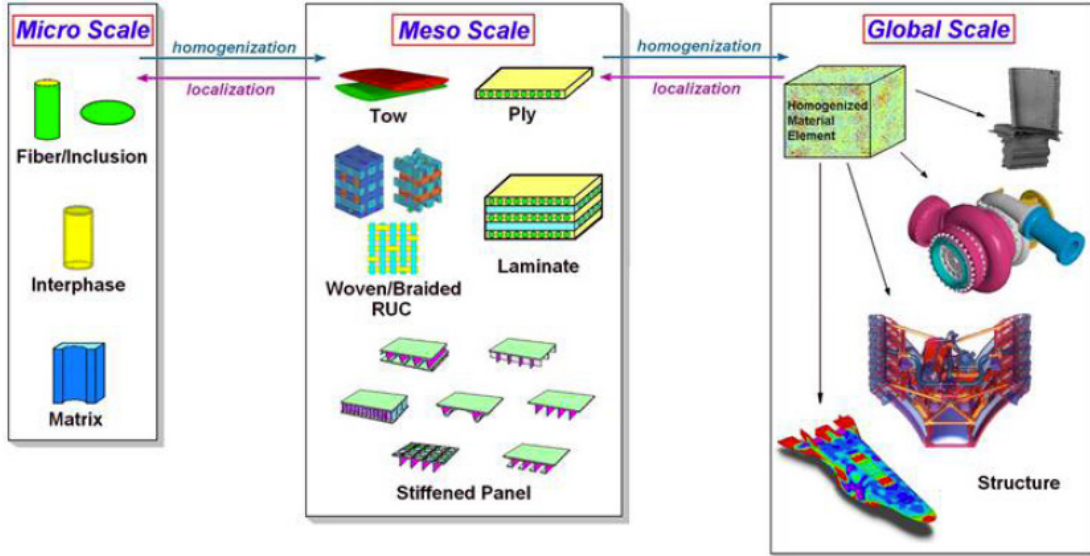 Micro Scale
Fiber/Inclusion
Interphase
Matrix
homogenization
localization
Meso Scale
Tow
Ply
Woven/Braided
RUC
Laminate
Stiffened Panel
homogenization
localization
Global Scale
Homogenized
Material
Element
Structure